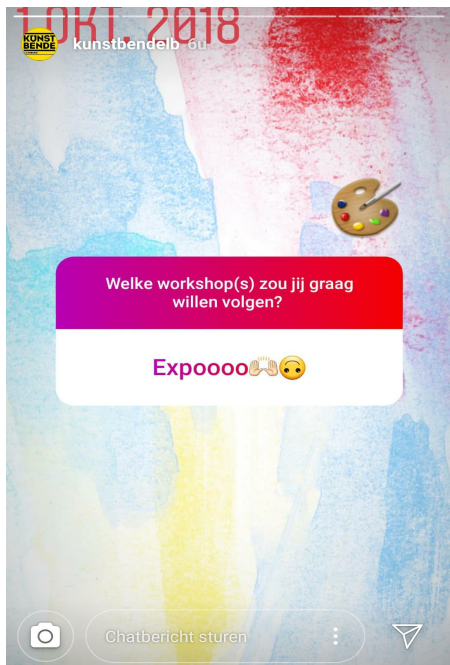 1 OKT. 2018
KUNST
BENDE
kunstbendelb 6u
Welke workshop(s) zou jij graag
willen volgen?
Expoooo🙌🏻🙃
Chatbericht sturen